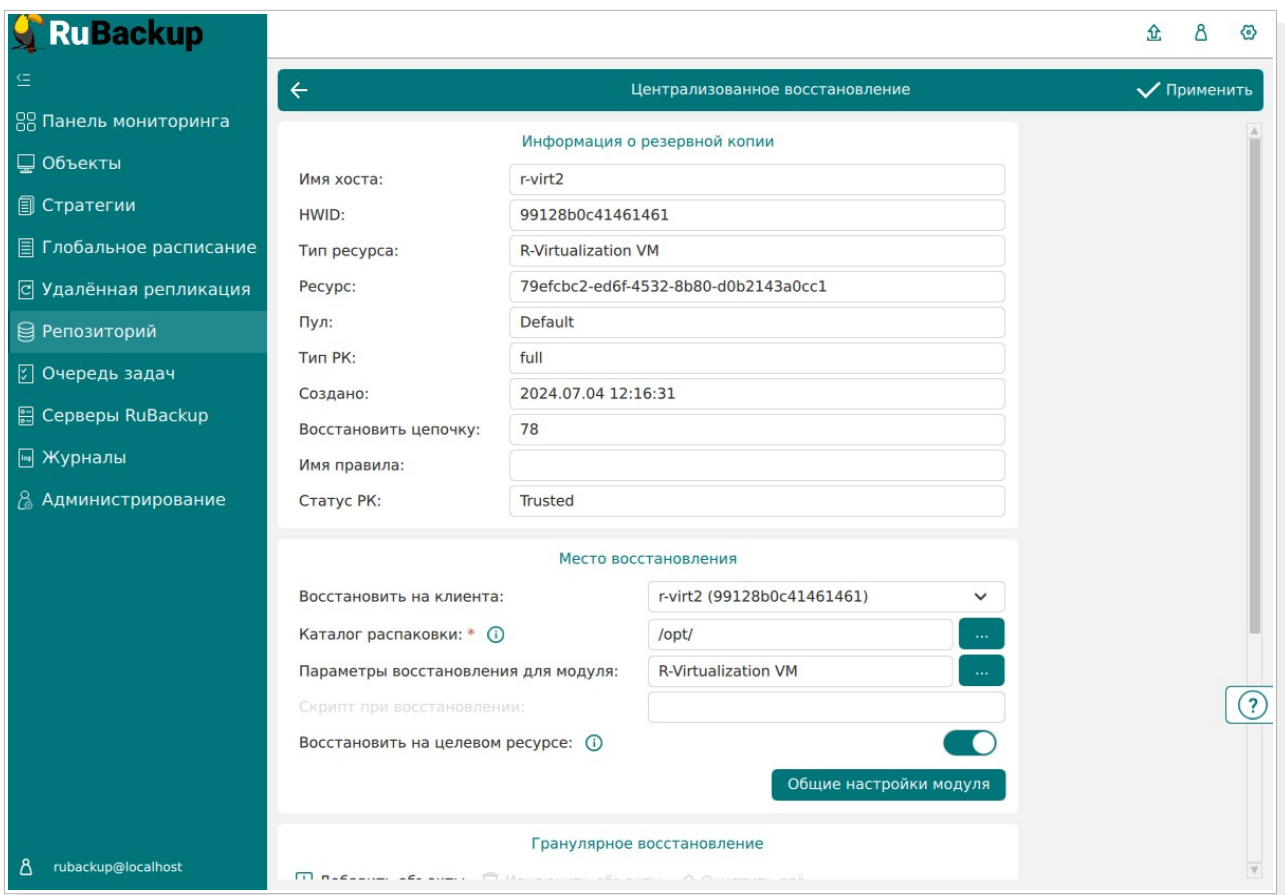 RuBackup
Панель мониторинга
Объекты
Стратегии
Глобальное расписание
Удалённая репликация
Репозиторий
Очередь задач
Серверы RuBackup
Журналы
Администрирование
rubackup@localhost
Централизованное восстановление
Применить
Информация о резервной копии
Имя хоста: r-virt2
HWID: 99128b0c41461461
Тип ресурса: R-Virtualization VM
Ресурс: 79efcbc2-ed6f-4532-8b80-d0b2143a0cc1
Пул: Default
Тип РК: full
Создано: 2024.07.04 12:16:31
Восстановить цепочку: 78
Имя правила:
Статус РК: Trusted
Место восстановления
Восстановить на клиента: r-virt2 (99128b0c41461461)
Каталог распаковки: * /opt/ ...
Параметры восстановления для модуля: R-Virtualization VM ...
Скрипт при восстановлении:
Восстановить на целевом ресурсе:
Общие настройки модуля
?
Гранулярное восстановление